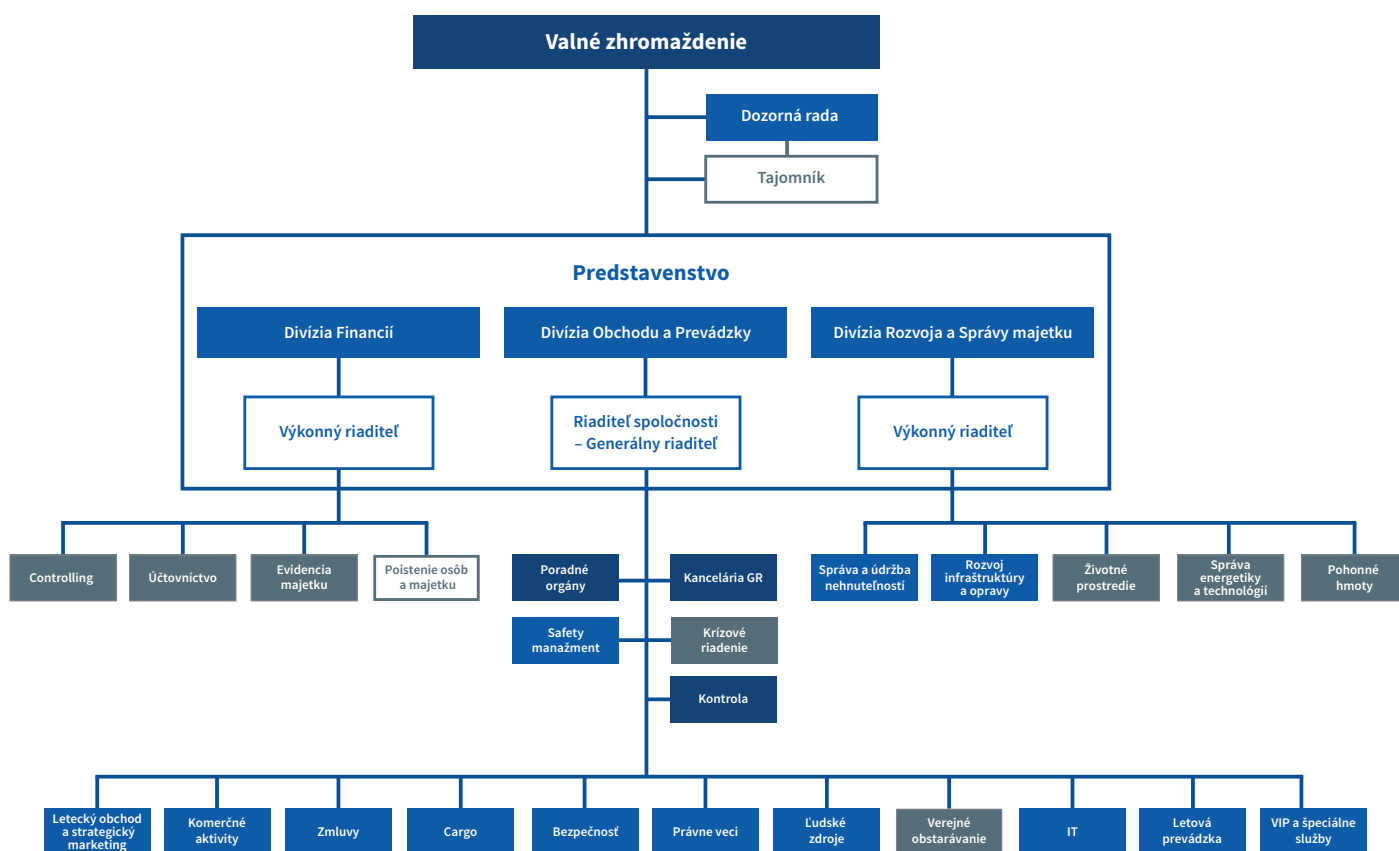 Valné zhromaždenie
Dozorná rada
Tajomník
Predstavenstvo
Divízia Financií
Divízia Obchodu a Prevádzky
Divízia Rozvoja a Správy majetku
Výkonný riaditeľ
Riaditeľ spoločnosti
– Generálny riaditeľ
Výkonný riaditeľ
Controlling
Účtovníctvo
Evidencia
majetku
Poistenie osôb
a majetku
Poradné
orgány
Kancelária GR
Správa a údržba
nehnuteľností
Rozvoj
infraštruktúry
a opravy
Životné
prostredie
Správa
energetiky
a technológií
Pohonné
hmoty
Safety
manažment
Krízové
riadenie
Kontrola
Letecký obchod
a strategický
marketing
Komerčné
aktivity
Zmluvy
Cargo
Bezpečnosť
Právne veci
Ľudské
zdroje
Verejné
obstarávanie
IT
Letová
prevádzka
VIP a špeciálne
služby